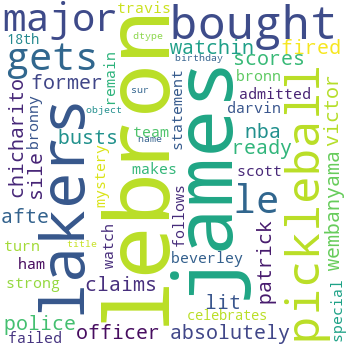 major
travis
bought
18th
gets
watchin
fired
former
remain
dtype
birthday
scores
bronn
lakers
bronny
chicharito
sile
lebron
james
pickleball
object
sur
statement
admitted
victor
busts
team
nba
darvin
wembanyama
mystery
makes
ready
afte
le
name
watch
follows
scott
patrick
turn
title
ham
claims
beverley
strong
lit
special
police
officer
celebrates
failed
absolutely